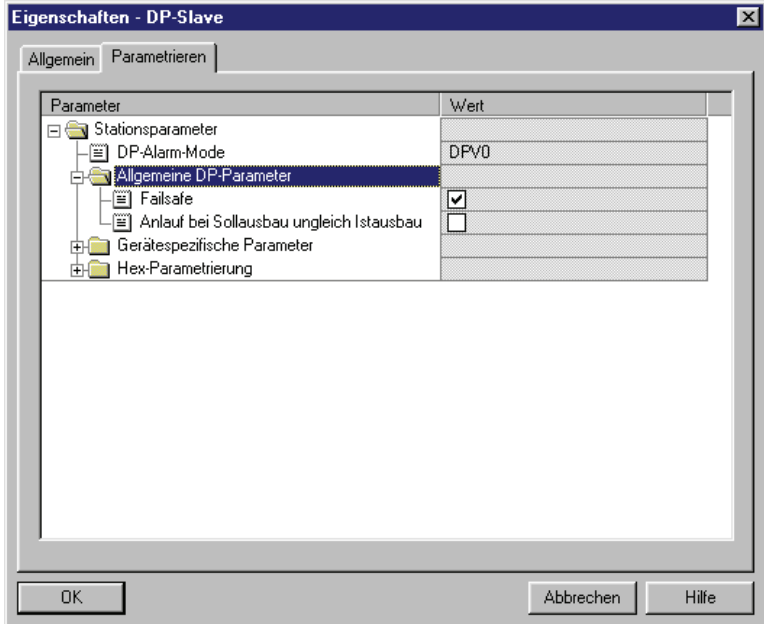 Eigenschaften - DP-Slave
Allgemein Parametrieren
Parameter Wert
Stationsparameter
DP-Alarm-Mode DPV0
Allgemeine DP-Parameter
Failsafe
Anlauf bei Sollausbau ungleich Istausbau
Gerätespezifische Parameter
Hex-Parametrierung
OK Abbrechen Hilfe